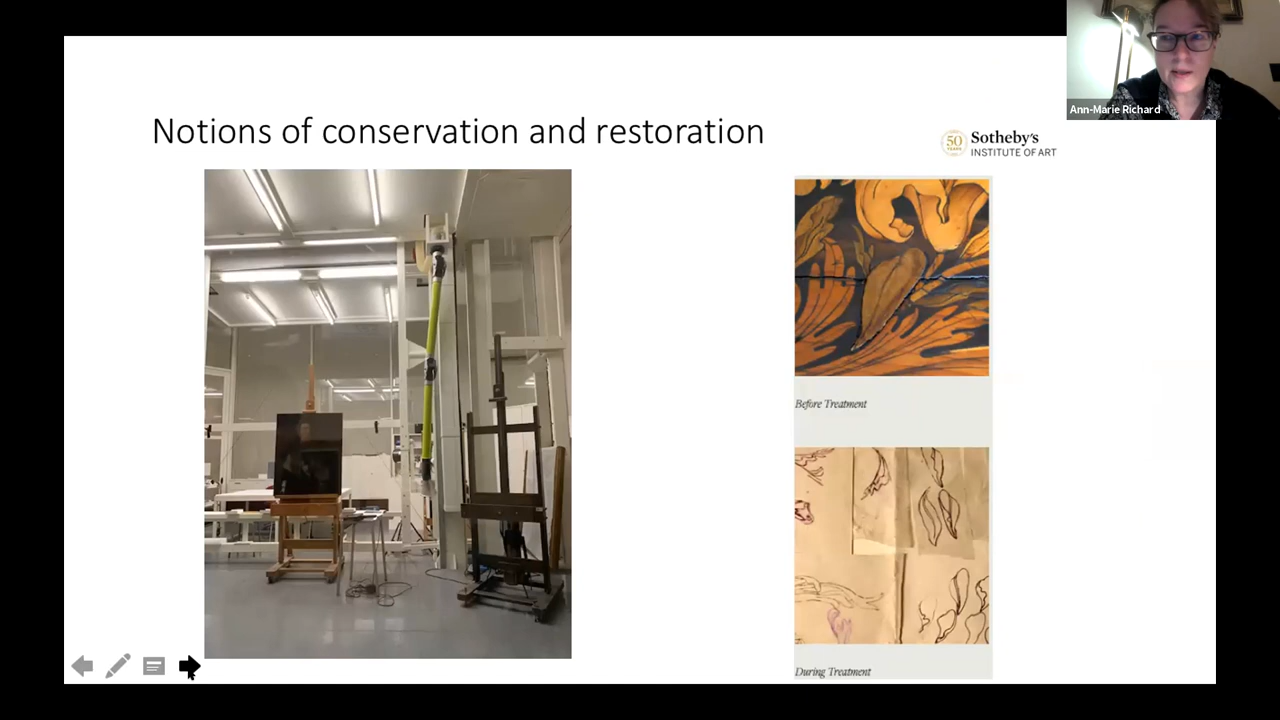 Ann-Marie Richard
Notions of conservation and restoration
50
YEARS
Sotheby's
INSTITUTE OF ART
Before Treatment
During Treatment